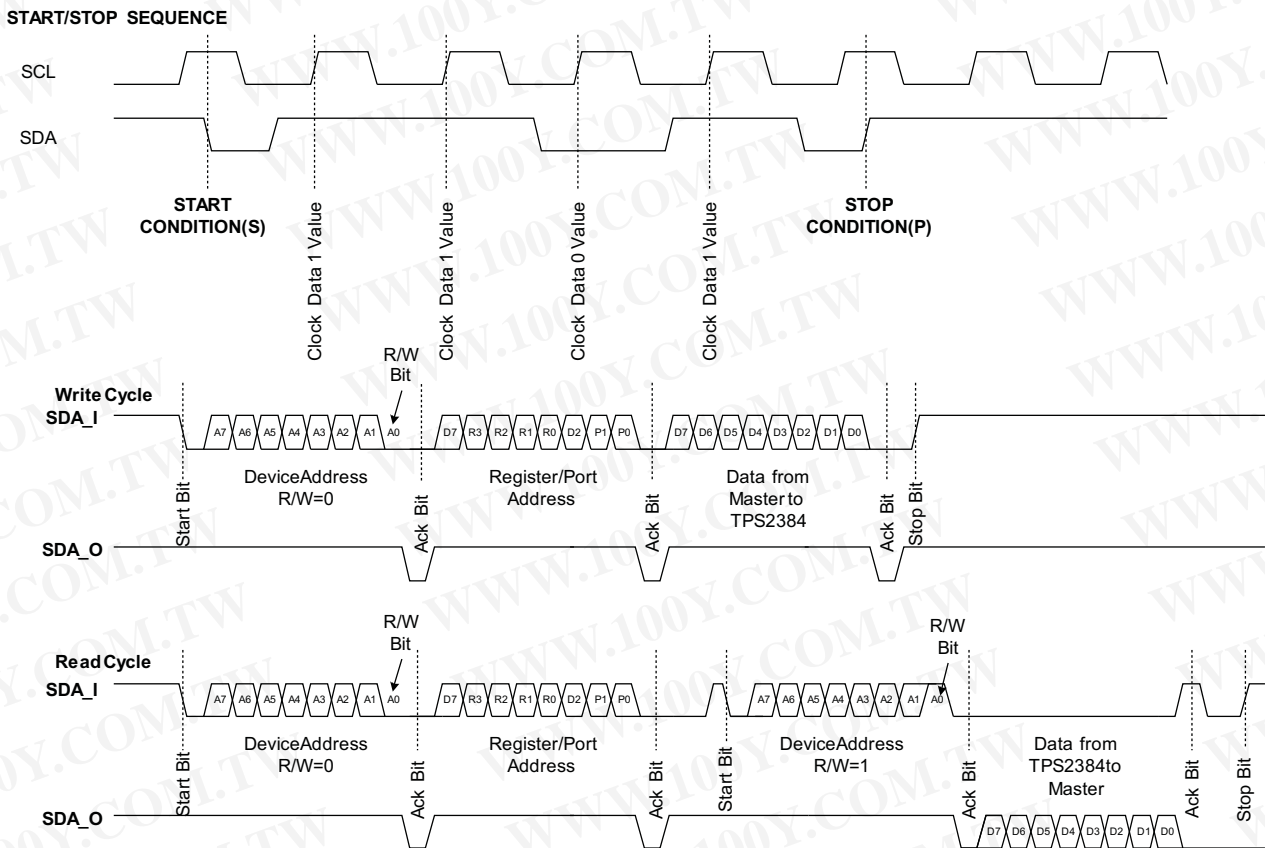 START/STOP SEQUENCE
SCL
SDA
START
CONDITION(S)
Clock Data 1 Value
Clock Data 1 Value
Clock Data 0 Value
Clock Data 1 Value
STOP
CONDITION(P)
R/W
Bit
Write Cycle
SDA_I
A7 A6 A5 A4 A3 A2 A1 A0 D7 R3 R2 R1 R0 D2 P1 P0 D7 D6 D5 D4 D3 D2 D1 D0
Start Bit
DeviceAddress
R/W=0
Ack Bit
Register/Port
Address
Ack Bit
Data from
Master to
TPS2384
Ack Bit
Stop Bit
SDA_O
R/W
Bit
R/W
Bit
Read Cycle
SDA_I
A7 A6 A5 A4 A3 A2 A1 A0 D7 R3 R2 R1 R0 D2 P1 P0 A7 A6 A5 A4 A3 A2 A1 A0
Start Bit
DeviceAddress
R/W=0
Ack Bit
Register/Port
Address
Ack Bit
Start Bit
DeviceAddress
R/W=1
Ack Bit
Data from
TPS2384to
Master
Ack Bit
Stop Bit
SDA_O
D7 D6 D5 D4 D3 D2 D1 D0
WWW.100Y.COM.TW